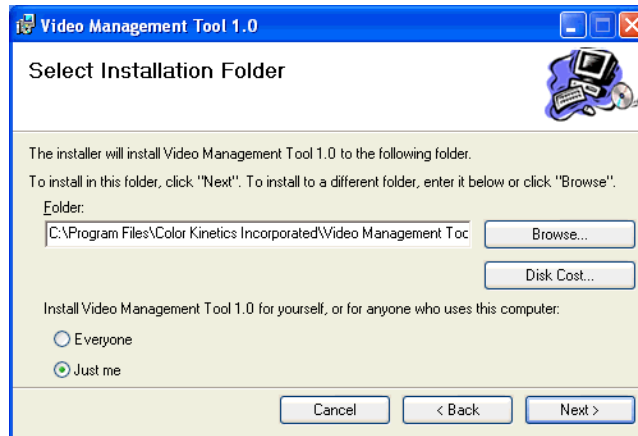 Video Management Tool 1.0
Select Installation Folder
The installer will install Video Management Tool 1.0 to the following folder.
To install in this folder, click "Next". To install to a different folder, enter it below or click "Browse".
Folder:
C:\Program Files\Color Kinetics Incorporated\Video Management Too
Browse...
Disk Cost...
Install Video Management Tool 1.0 for yourself, or for anyone who uses this computer:
Everyone
Just me
Cancel
< Back
Next >